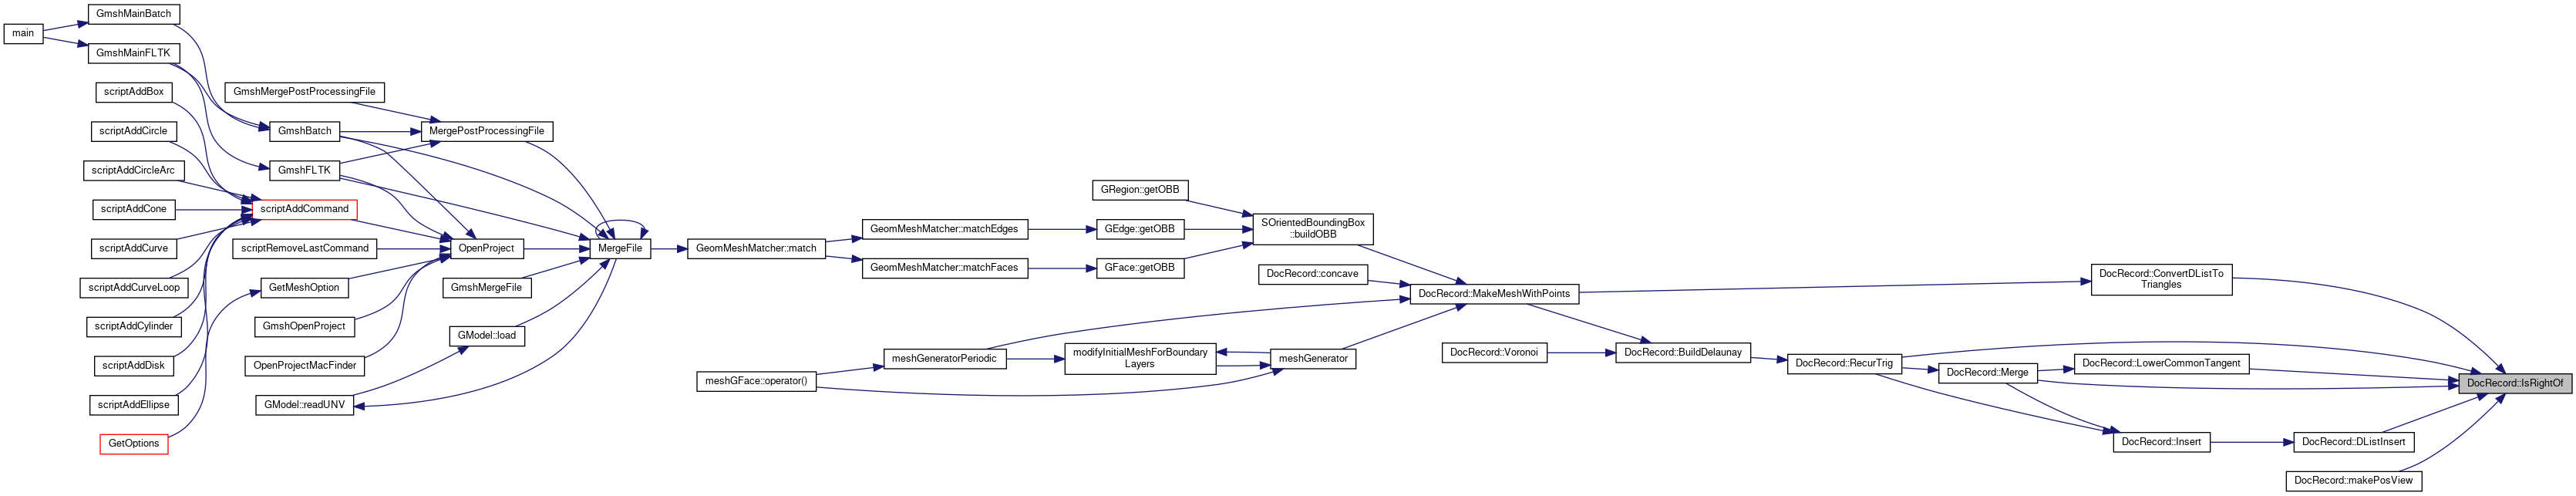 main
GmshMainBatch
GmshMainFLTK
scriptAddBox
scriptAddCircle
scriptAddCircleArc
scriptAddCone
scriptAddCurve
scriptAddCurveLoop
scriptAddCylinder
scriptAddDisk
scriptAddEllipse
GetOptions
GmshMergePostProcessingFile
GmshBatch
GmshFLTK
scriptAddCommand
scriptRemoveLastCommand
GetMeshOption
GmshOpenProject
OpenProjectMacFinder
GModel::readUNV
MergePostProcessingFile
OpenProject
GmshMergeFile
GModel::load
MergeFile
GeomMeshMatcher::match
meshGFace::operator()
GeomMeshMatcher::matchEdges
GeomMeshMatcher::matchFaces
meshGeneratorPeriodic
GRegion::getOBB
GEdge::getOBB
GFace::getOBB
modifyInitialMeshForBoundary
Layers
SOrientedBoundingBox
::buildOBB
DocRecord::concave
meshGenerator
DocRecord::MakeMeshWithPoints
DocRecord::Voronoi
DocRecord::BuildDelaunay
DocRecord::RecurTrig
DocRecord::Merge
DocRecord::ConvertDListTo
Triangles
DocRecord::LowerCommonTangent
DocRecord::Insert
DocRecord::DListInsert
DocRecord::makePosView
DocRecord::IsRightOf